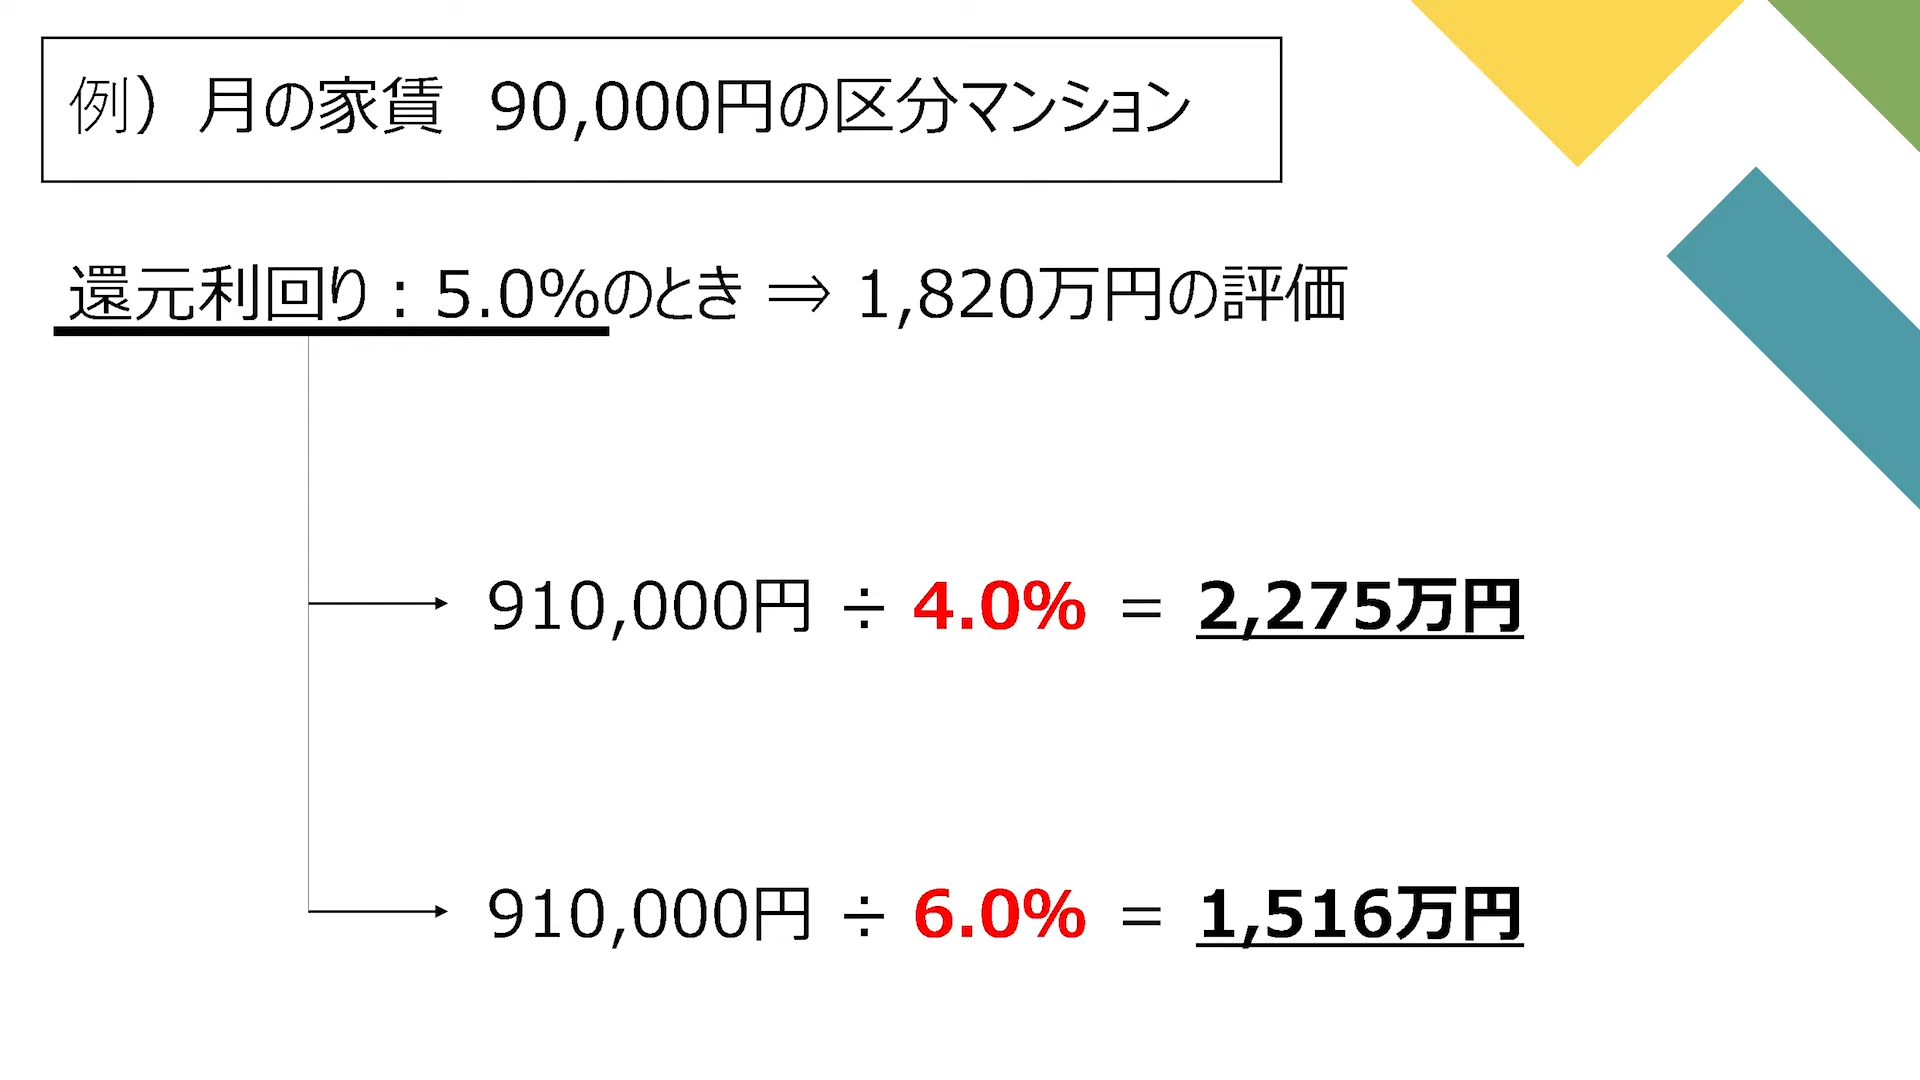 例）月の家賃　90,000円の区分マンション
還元利回り：5.0%のとき ⇒ 1,820万円の評価
910,000円 ÷ 4.0% = 2,275万円
910,000円 ÷ 6.0% = 1,516万円